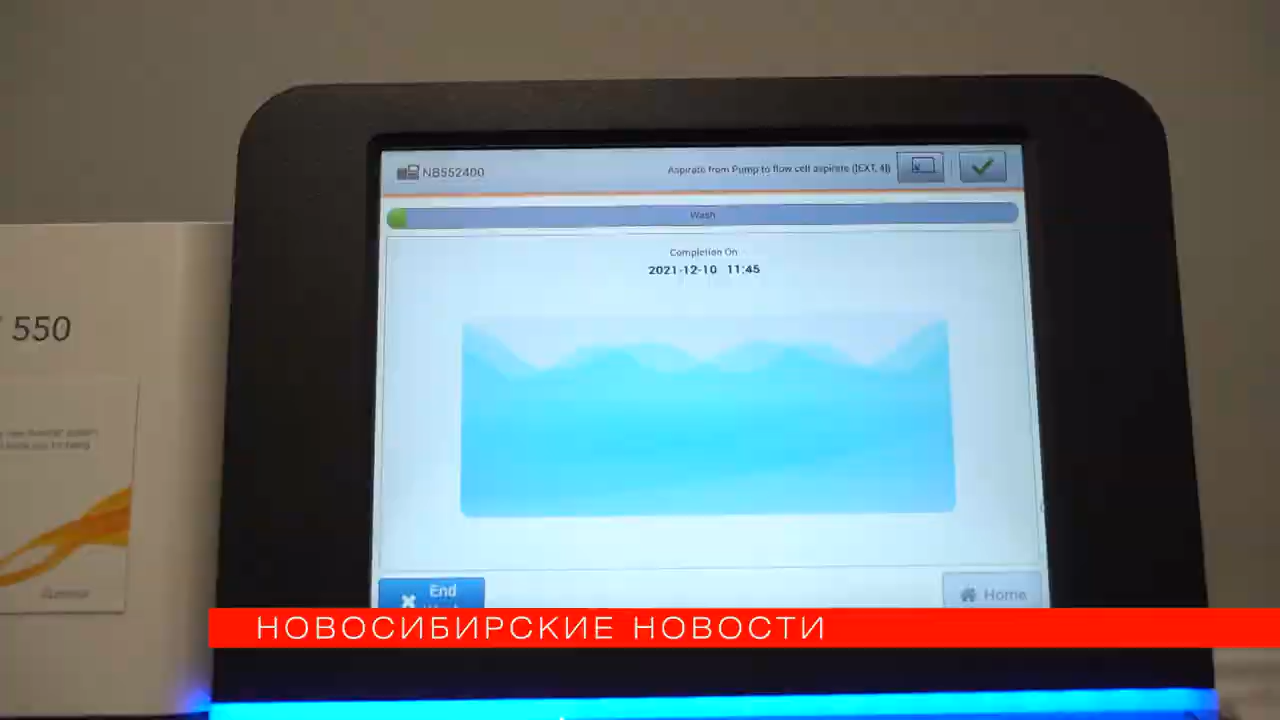 NB552400
Aspirate from Pump to flow cell aspirate ([EXT, 4])
Wash
Completion On
2021-12-10 11:45
550
End
Home
НОВОСИБИРСКИЕ НОВОСТИ